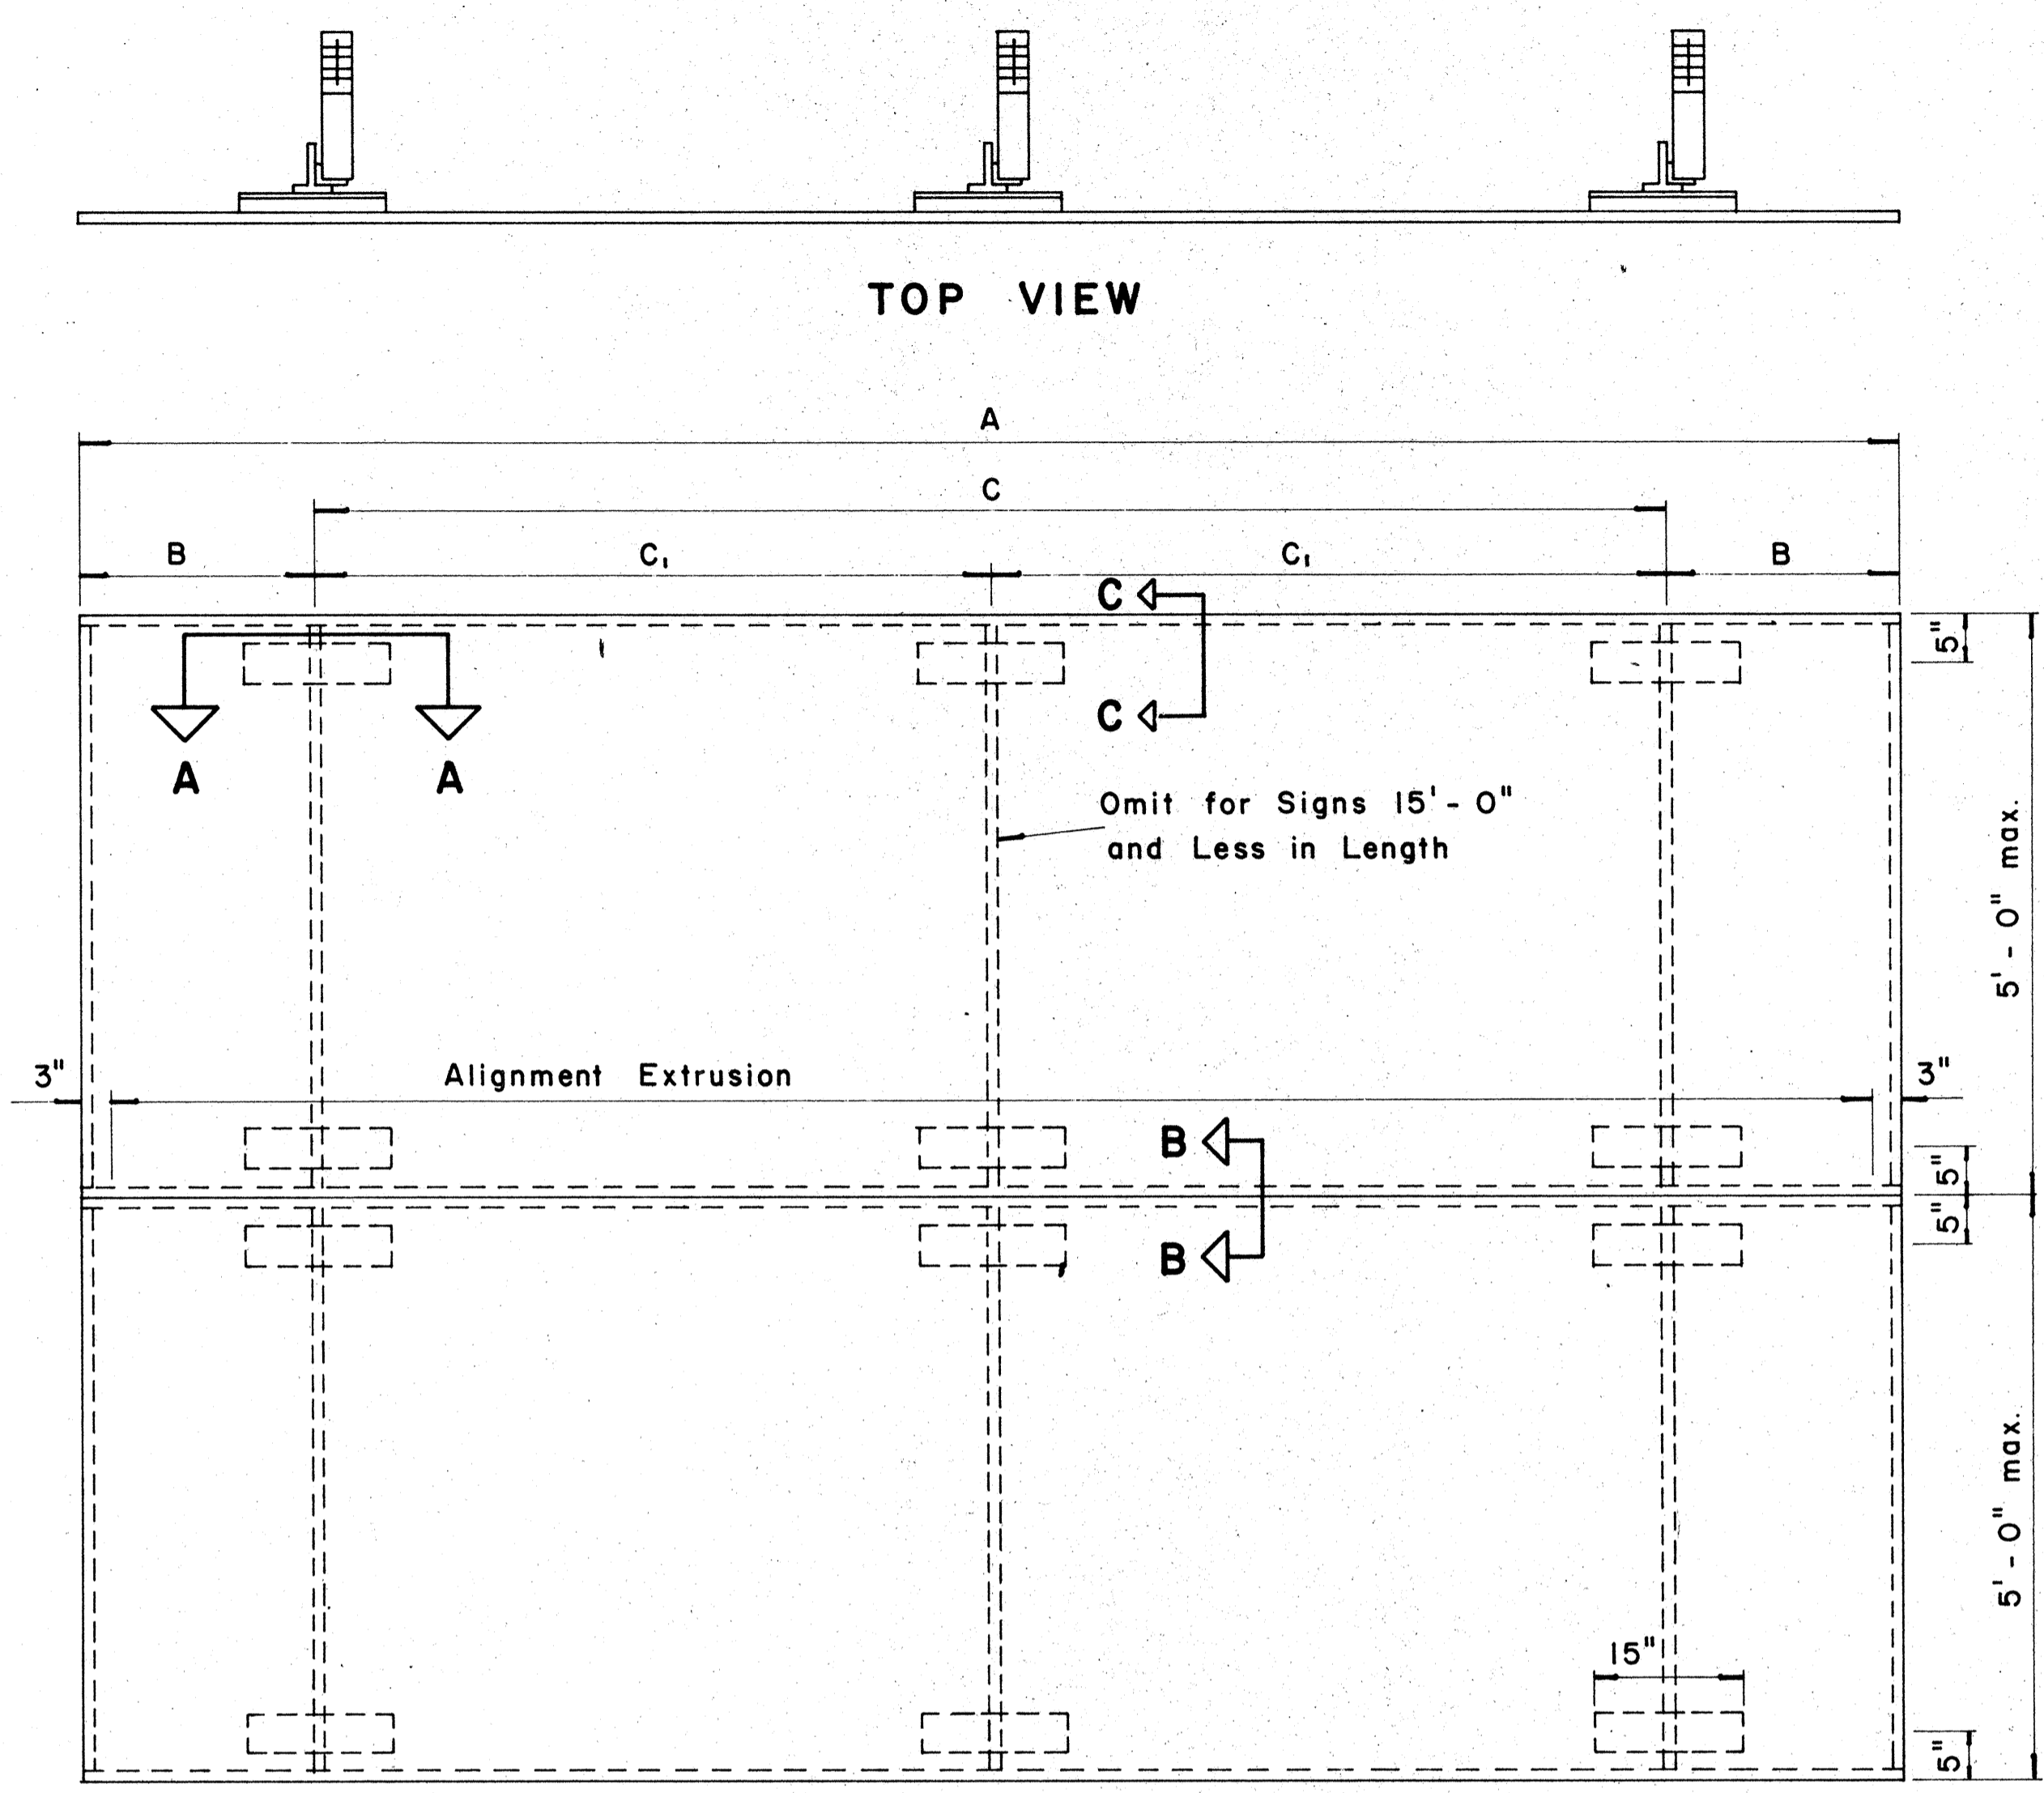 TOP VIEW
A
C
B C₁ C₁ B
C
5"
C
A A
Omit for Signs 15'-0"
and Less in Length
5'-0" max.
3" Alignment Extrusion 3"
B
5"
5"
B
5'-0" max.
15"
5"